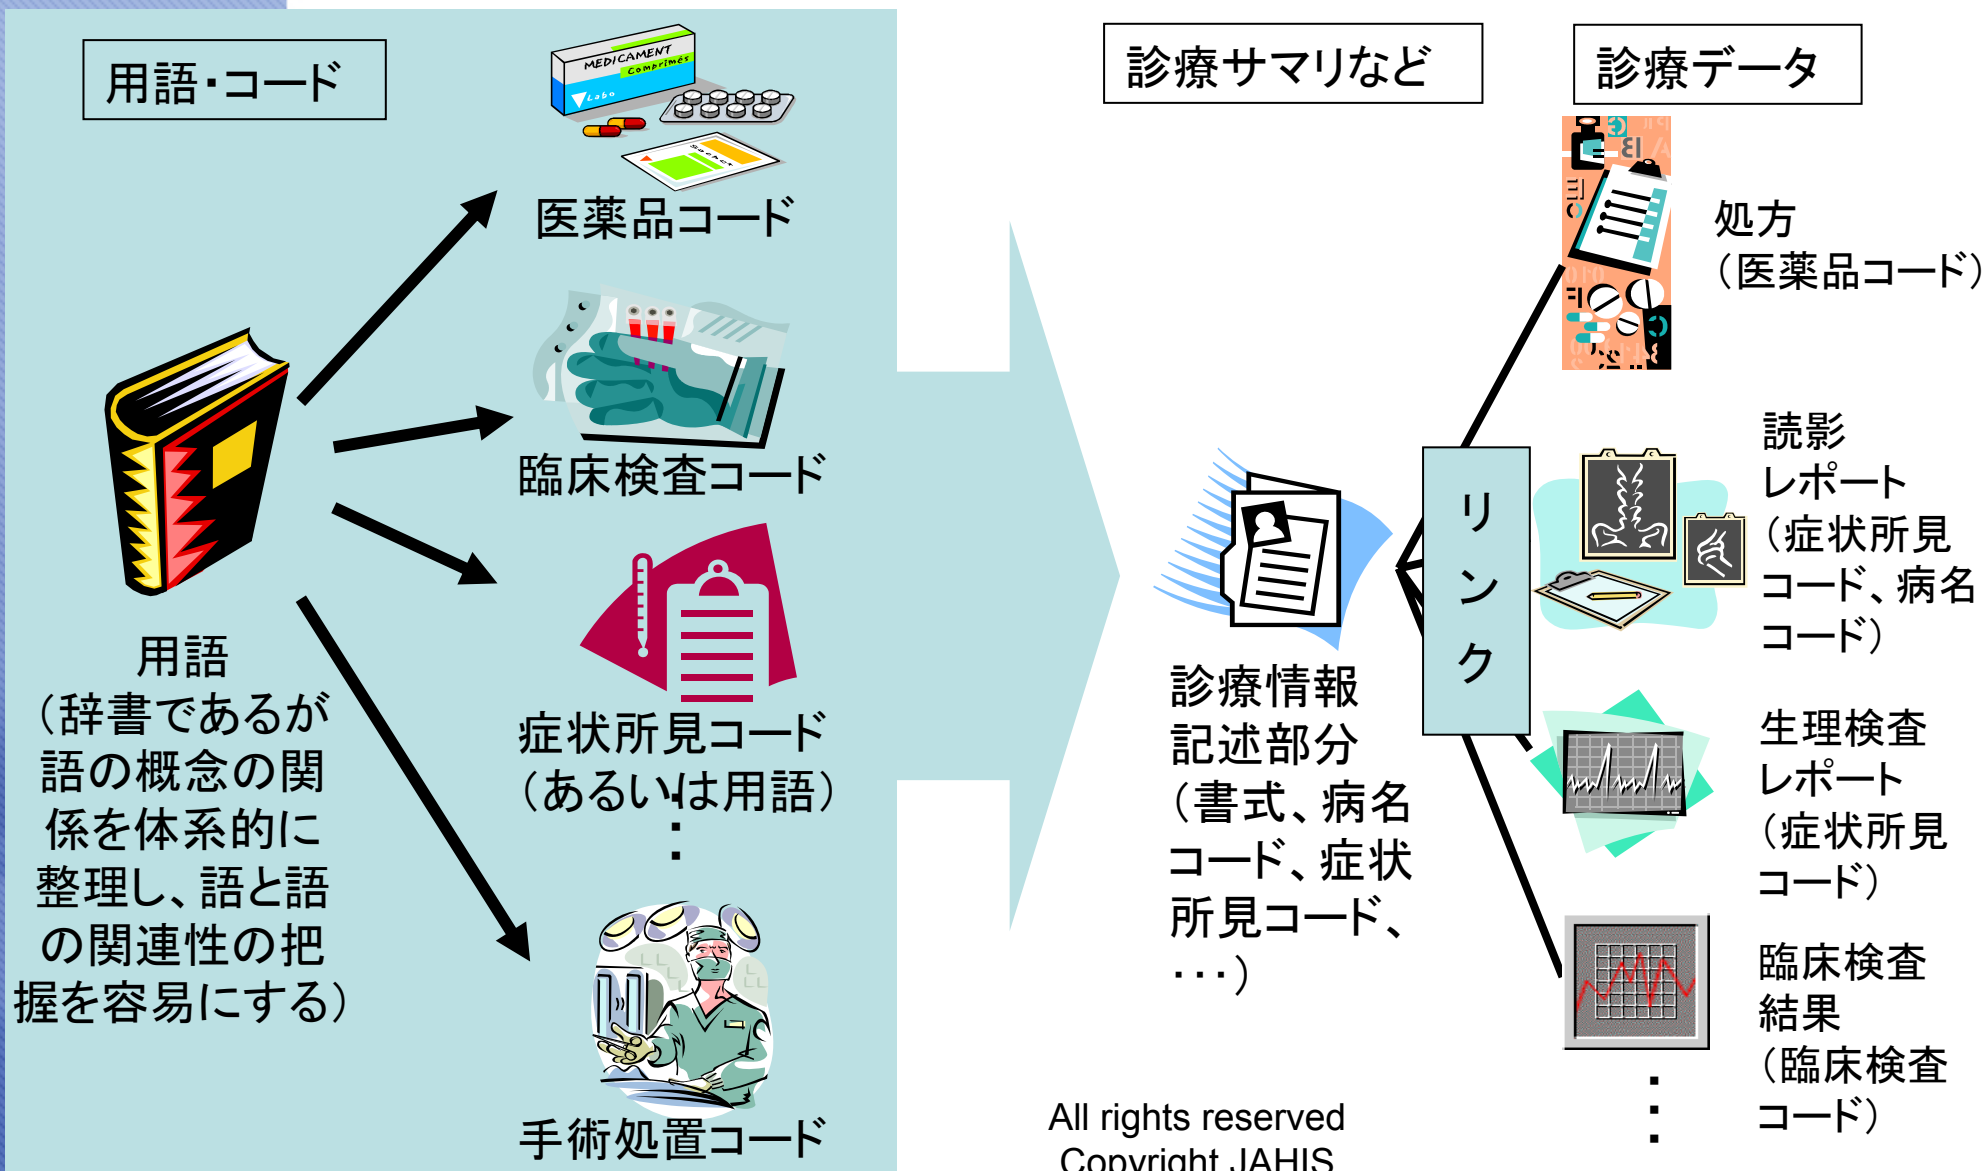 用語・コード
MEDICAMENT
Comprimés
Labo
Sachet
医薬品コード
臨床検査コード
症状所見コード
（あるいは用語）
・
・
・
手術処置コード
用語
（辞書であるが
語の概念の関
係を体系的に
整理し、語と語
の関連性の把
握を容易にする）
診療サマリなど
診療情報
記述部分
（書式、病名
コード、症状
所見コード、
・・・）
リンク
診療データ
処方
（医薬品コード）
読影
レポート
（症状所見
コード、病名
コード）
生理検査
レポート
（症状所見
コード）
臨床検査
結果
（臨床検査
コード）
・
・
・
All rights reserved
Copyright JAHIS